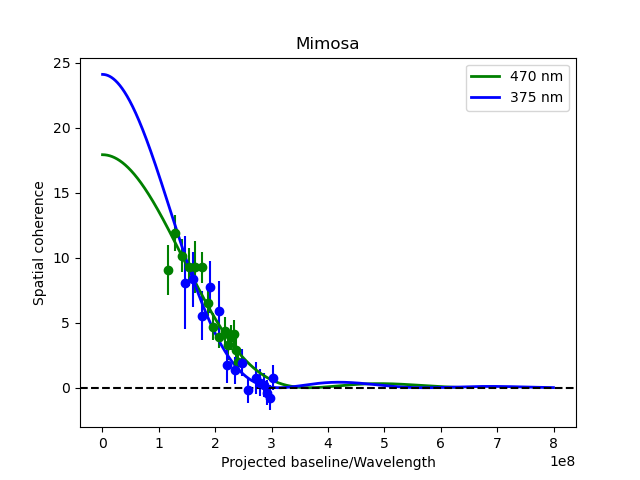 Mimosa
25
20
15
10
5
0
Spatial coherence
470 nm
375 nm
0 1 2 3 4 5 6 7 8
1e8
Projected baseline/Wavelength